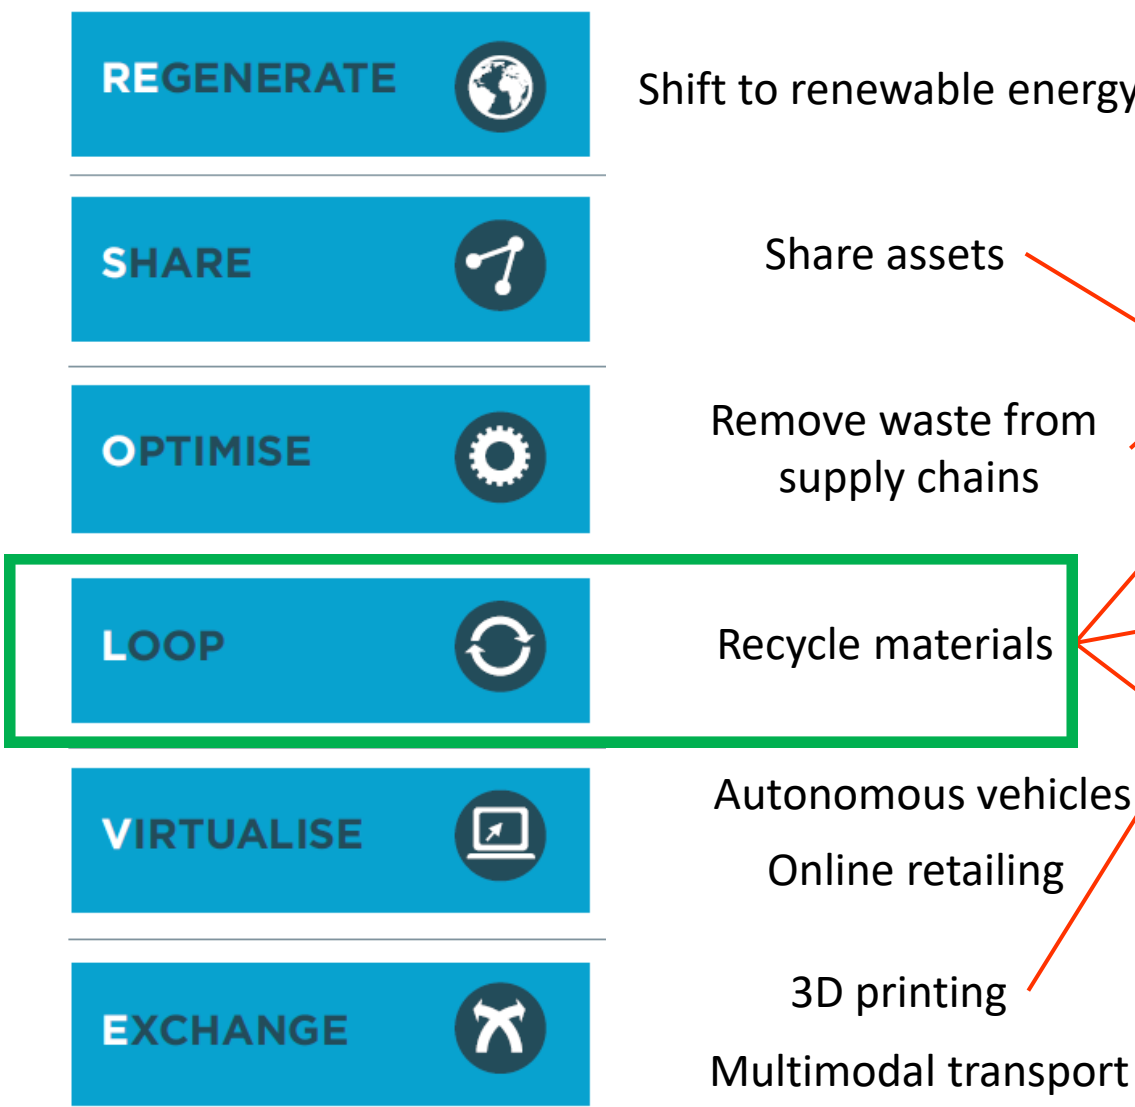 REGENERATE
Shift to renewable energy
SHARE
Share assets
OPTIMISE
Remove waste from
supply chains
LOOP
Recycle materials
VIRTUALISE
Autonomous vehicles
Online retailing
EXCHANGE
3D printing
Multimodal transport